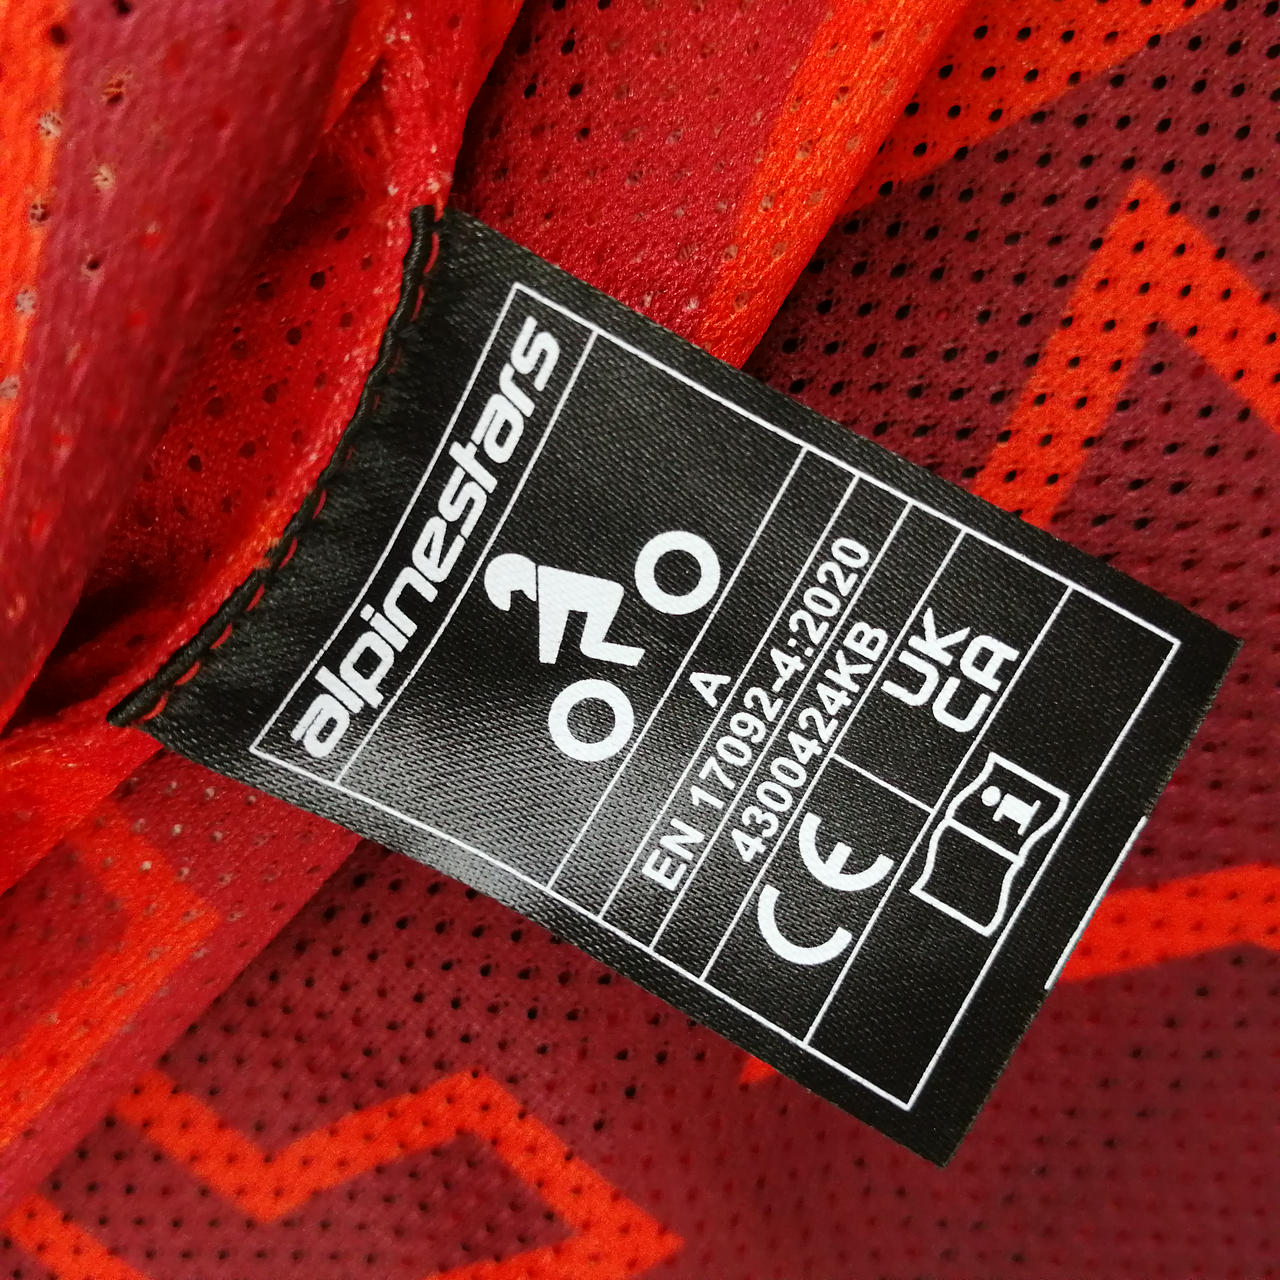 alpinestars
A
EN 17092-4:2020
4300424KB
CE
UK
CA
i